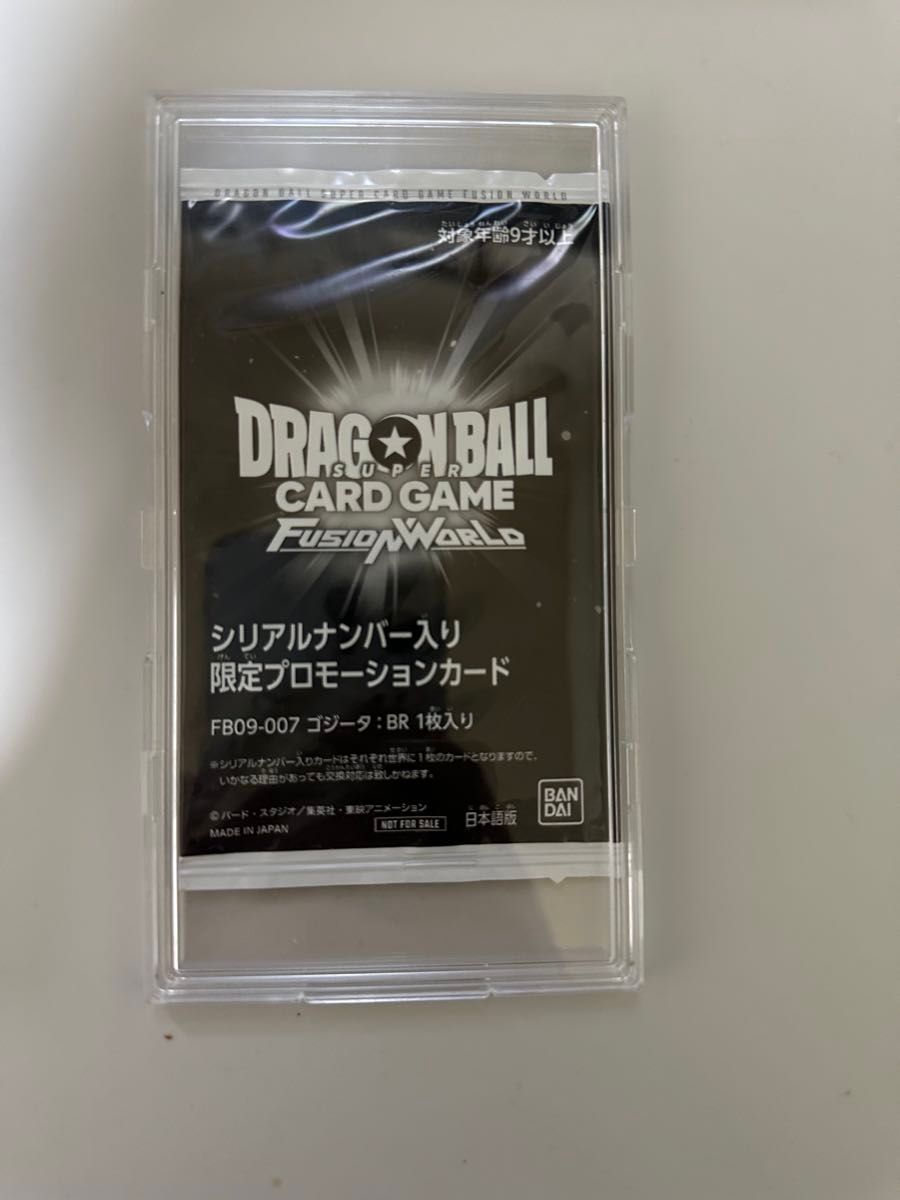 DRAGON BALL SUPER CARD GAME FUSION WORLD
対象年齢9才以上
DRAGON BALL
SUPER
CARD GAME
FUSION WORLD
シリアルナンバー入り
限定プロモーションカード
FB09-007 ゴジータ：BR 1枚入り
※シリアルナンバー入りカードはそれぞれ世界に1枚のカードとなりますので、
いかなる理由があっても交換対応は致しかねます。
©バード・スタジオ／集英社・東映アニメーション
MADE IN JAPAN
NOT FOR SALE
日本語版
BAN
DAI